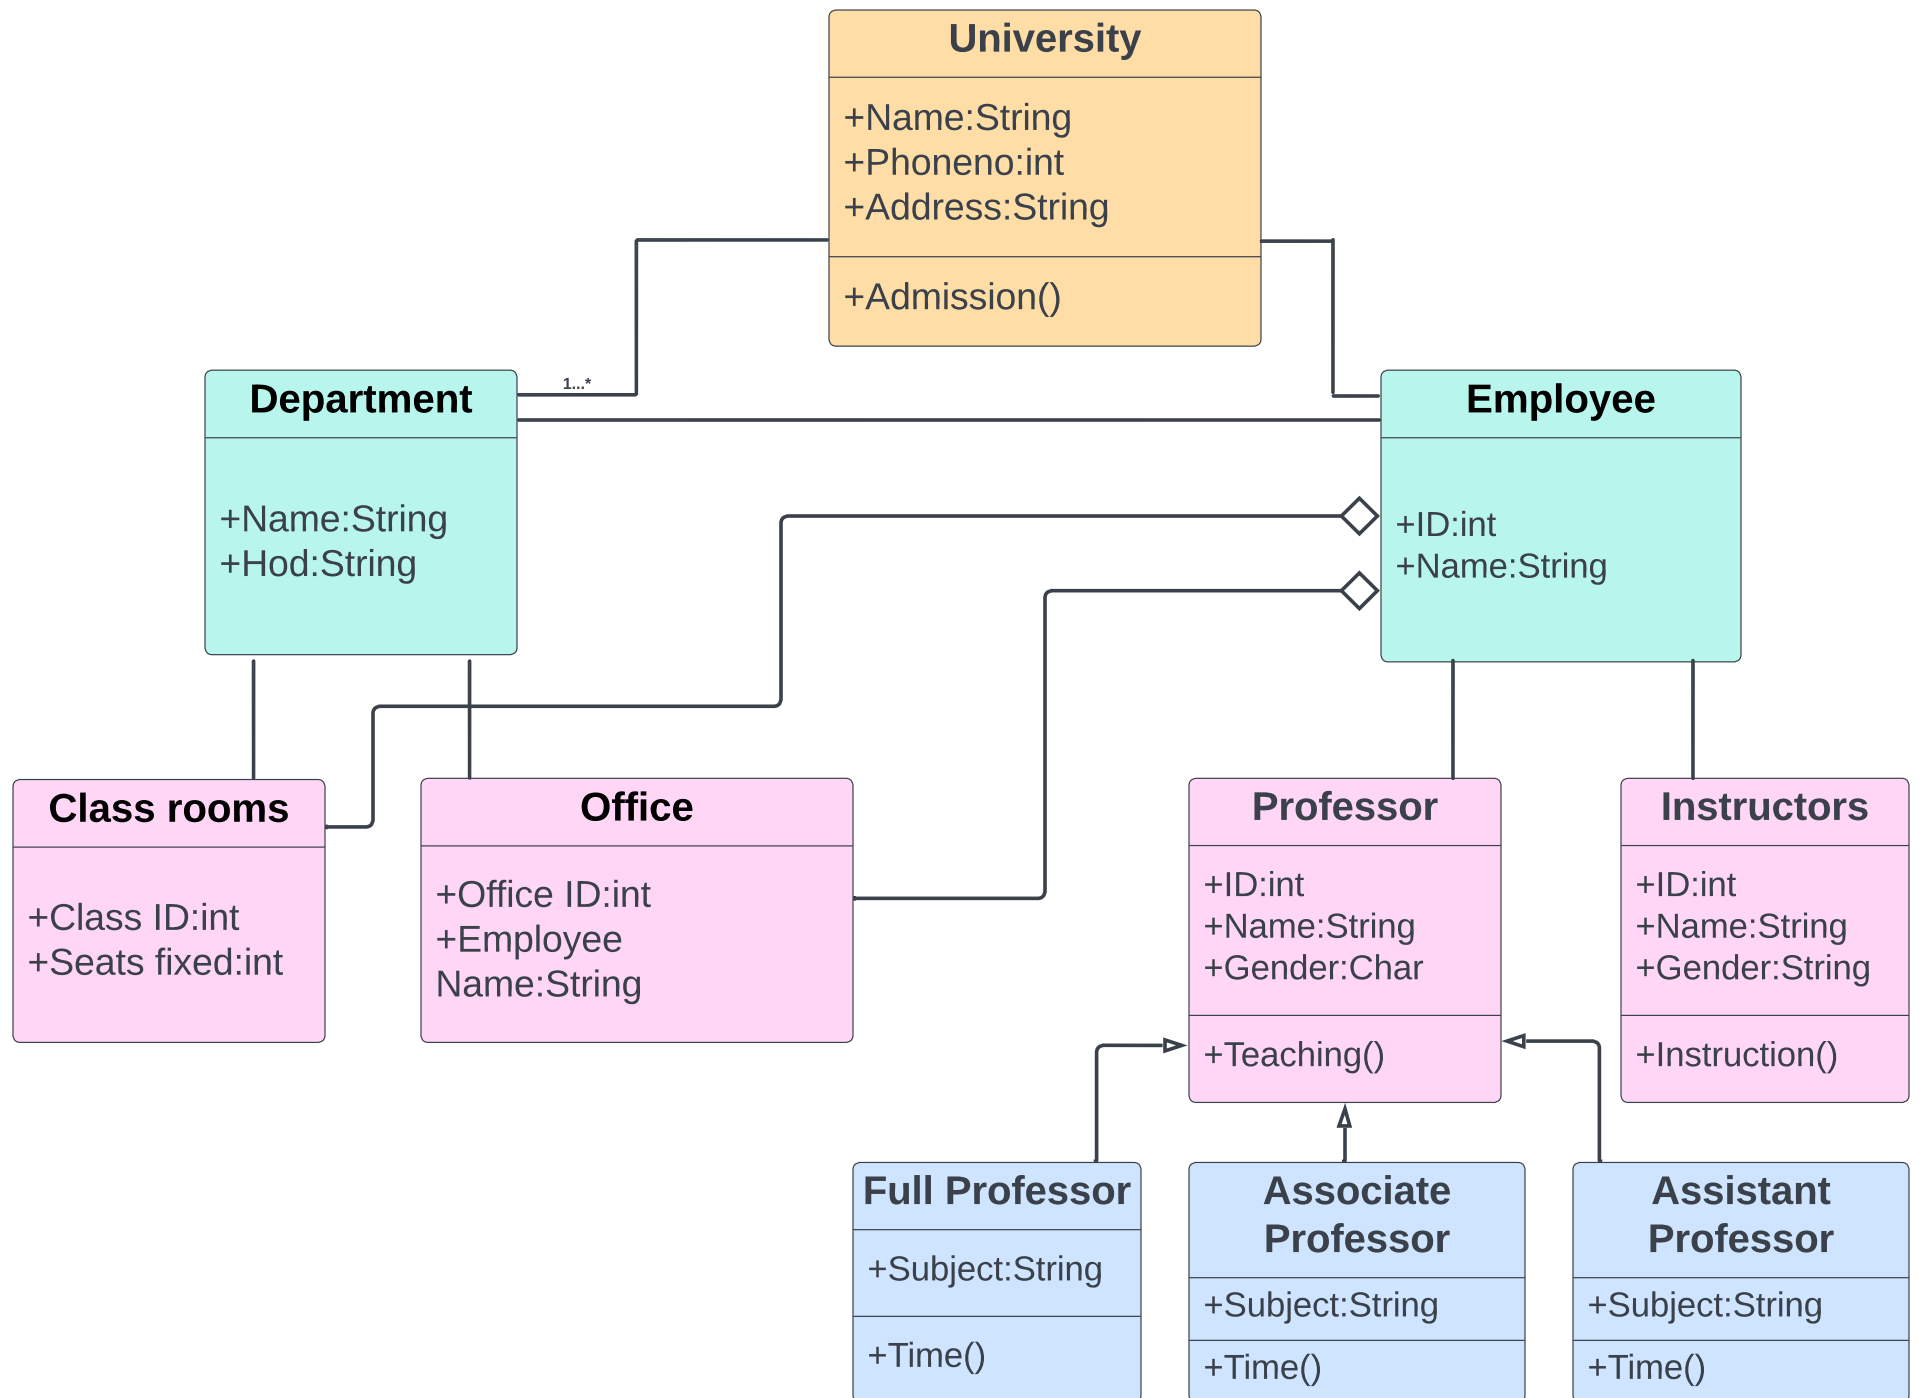 University
+Name:String
+Phoneno:int
+Address:String
+Admission()
1...*
Department
+Name:String
+Hod:String
Employee
+ID:int
+Name:String
Class rooms
+Class ID:int
+Seats fixed:int
Office
+Office ID:int
+Employee
Name:String
Professor
+ID:int
+Name:String
+Gender:Char
+Teaching()
Instructors
+ID:int
+Name:String
+Gender:String
+Instruction()
Full Professor
+Subject:String
+Time()
Associate
Professor
+Subject:String
+Time()
Assistant
Professor
+Subject:String
+Time()